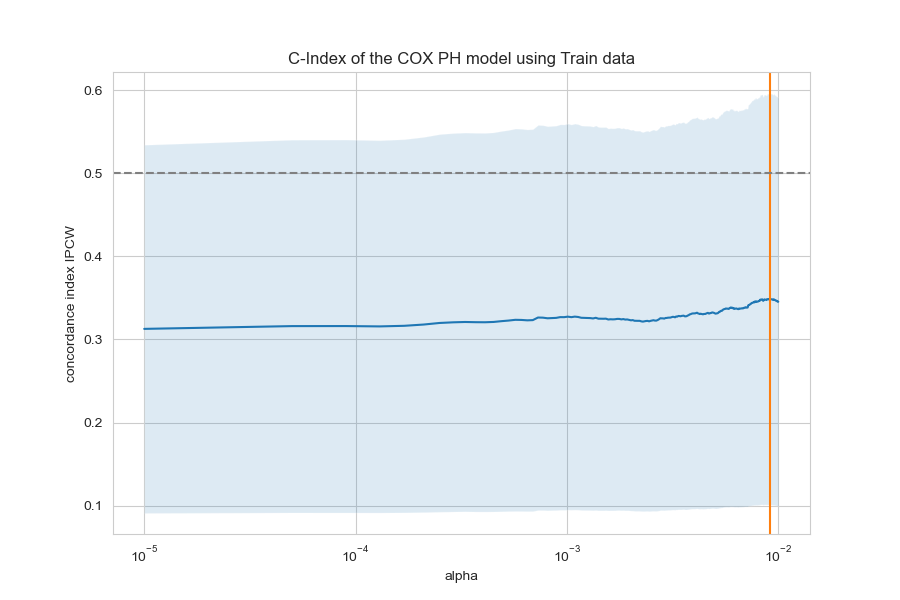 C-Index of the COX PH model using Train data
concordance index IPCW
0.6
0.5
0.4
0.3
0.2
0.1
10⁻⁵ 10⁻⁴ 10⁻³ 10⁻²
alpha